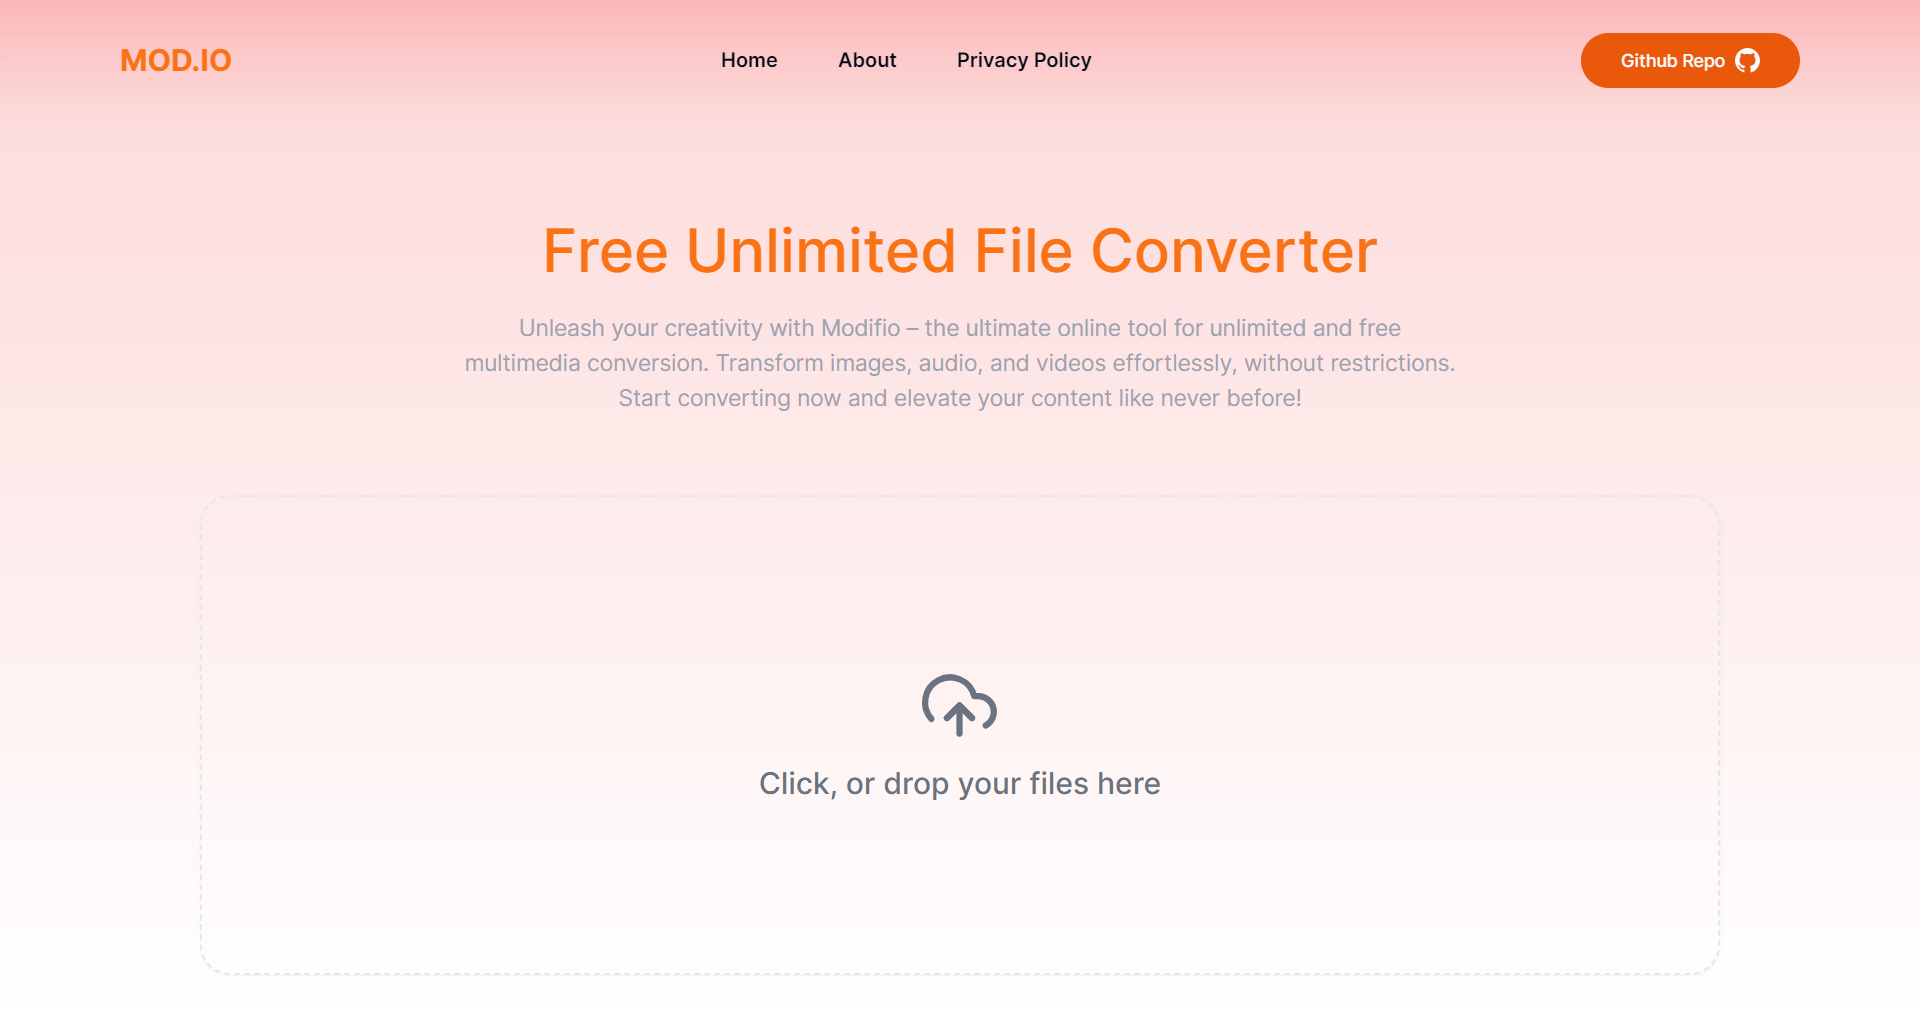 MOD.IO
Home
About
Privacy Policy
Github Repo
Free Unlimited File Converter
Unleash your creativity with Modifio – the ultimate online tool for unlimited and free
multimedia conversion. Transform images, audio, and videos effortlessly, without restrictions.
Start converting now and elevate your content like never before!
Click, or drop your files here